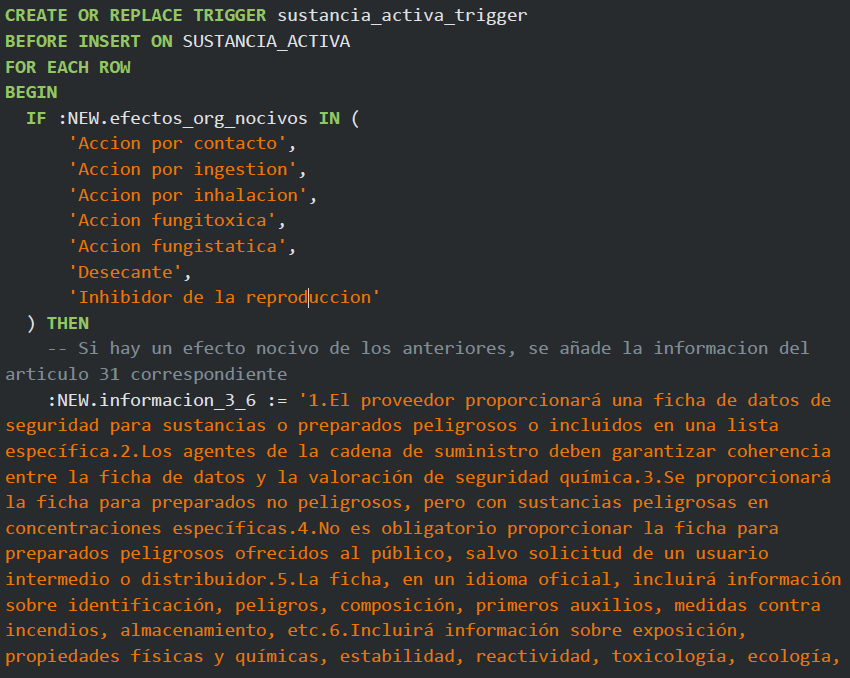 CREATE OR REPLACE TRIGGER sustancia_activa_trigger
BEFORE INSERT ON SUSTANCIA_ACTIVA
FOR EACH ROW
BEGIN
  IF :NEW.efectos_org_nocivos IN (
      'Accion por contacto',
      'Accion por ingestion',
      'Accion por inhalacion',
      'Accion fungitoxica',
      'Accion fungistatica',
      'Desecante',
      'Inhibidor de la reproduccion'
  ) THEN
    -- Si hay un efecto nocivo de los anteriores, se añade la informacion del
articulo 31 correspondiente
    :NEW.informacion_3_6 := '1.El proveedor proporcionará una ficha de datos de
seguridad para sustancias o preparados peligrosos o incluidos en una lista
específica.2.Los agentes de la cadena de suministro deben garantizar coherencia
entre la ficha de datos y la valoración de seguridad química.3.Se proporcionará
la ficha para preparados no peligrosos, pero con sustancias peligrosas en
concentraciones específicas.4.No es obligatorio proporcionar la ficha para
preparados peligrosos ofrecidos al público, salvo solicitud de un usuario
intermedio o distribuidor.5.La ficha, en un idioma oficial, incluirá información
sobre identificación, peligros, composición, primeros auxilios, medidas contra
incendios, almacenamiento, etc.6.Incluirá información sobre exposición,
propiedades físicas y químicas, estabilidad, reactividad, toxicología, ecología,